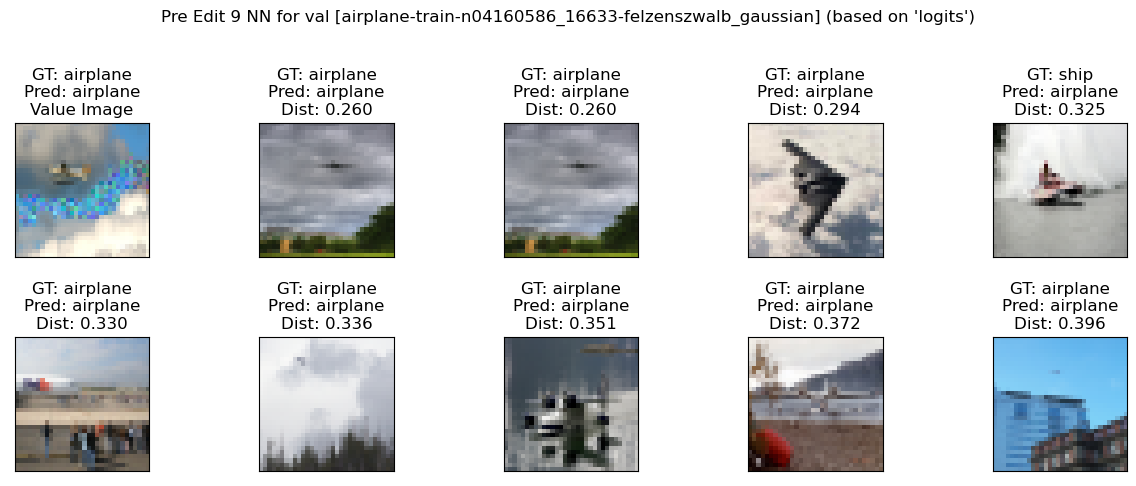 Pre Edit 9 NN for val [airplane-train-n04160586_16633-felzenszwalb_gaussian] (based on 'logits')
GT: airplane
Pred: airplane
Value Image
GT: airplane
Pred: airplane
Dist: 0.260
GT: airplane
Pred: airplane
Dist: 0.260
GT: airplane
Pred: airplane
Dist: 0.294
GT: ship
Pred: airplane
Dist: 0.325
GT: airplane
Pred: airplane
Dist: 0.330
GT: airplane
Pred: airplane
Dist: 0.336
GT: airplane
Pred: airplane
Dist: 0.351
GT: airplane
Pred: airplane
Dist: 0.372
GT: airplane
Pred: airplane
Dist: 0.396